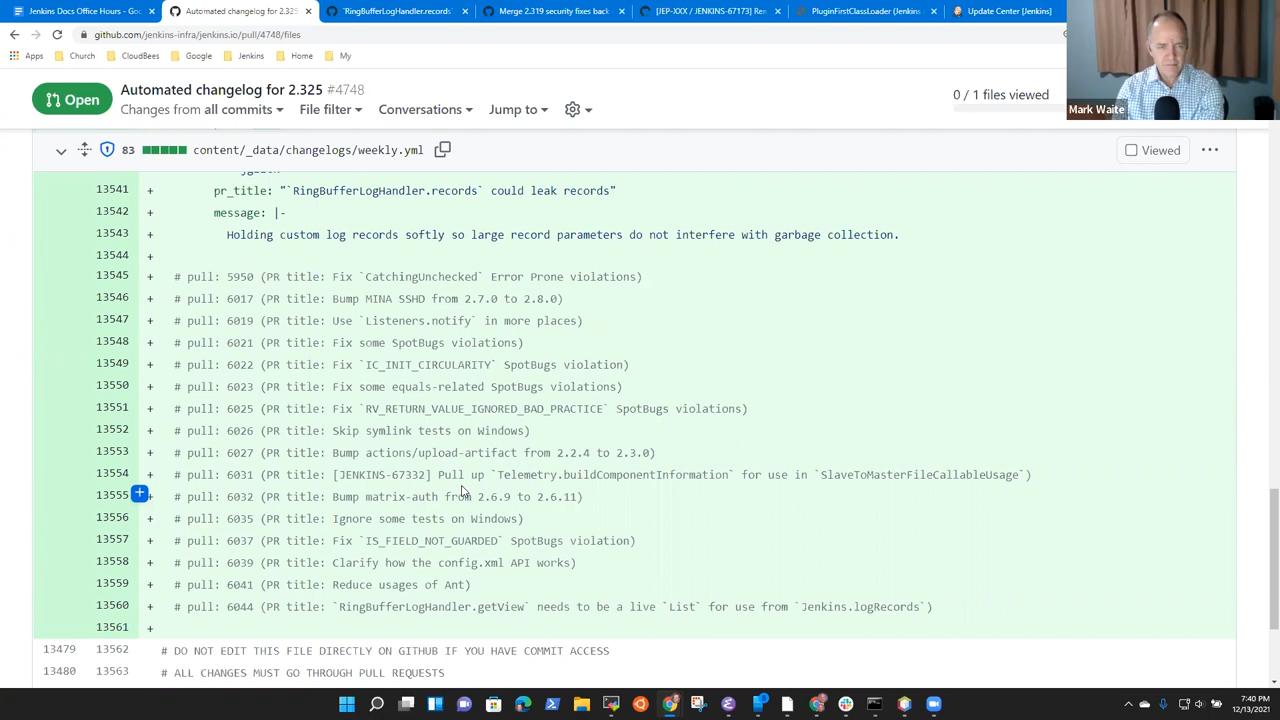 Jenkins Docs Office Hours - Goo
Automated changelog for 2.325
`RingBufferLogHandler.records`
Merge 2.319 security fixes back
[JEP-XXX / JENKINS-67173] Ren
PluginFirstClassLoader (Jenkins
Update Center [Jenkins]
github.com/jenkins-infra/jenkins.io/pull/4748/files
Apps Church CloudBees Google Jenkins Home My
Open
Automated changelog for 2.325 #4748
Changes from all commits File filter Conversations Jump to
0 / 1 files viewed
Mark Waite
83 content/_data/changelogs/weekly.yml
Viewed
13541 + pr_title: "`RingBufferLogHandler.records` could leak records"
13542 + message: |-
13543 + Holding custom log records softly so large record parameters do not interfere with garbage collection.
13544 +
13545 + # pull: 5950 (PR title: Fix `CatchingUnchecked` Error Prone violations)
13546 + # pull: 6017 (PR title: Bump MINA SSHD from 2.7.0 to 2.8.0)
13547 + # pull: 6019 (PR title: Use `Listeners.notify` in more places)
13548 + # pull: 6021 (PR title: Fix some SpotBugs violations)
13549 + # pull: 6022 (PR title: Fix `IC_INIT_CIRCULARITY` SpotBugs violation)
13550 + # pull: 6023 (PR title: Fix some equals-related SpotBugs violations)
13551 + # pull: 6025 (PR title: Fix `RV_RETURN_VALUE_IGNORED_BAD_PRACTICE` SpotBugs violations)
13552 + # pull: 6026 (PR title: Skip symlink tests on Windows)
13553 + # pull: 6027 (PR title: Bump actions/upload-artifact from 2.2.4 to 2.3.0)
13554 + # pull: 6031 (PR title: [JENKINS-67332] Pull up `Telemetry.buildComponentInformation` for use in `SlaveToMasterFileCallableUsage`)
13555 + # pull: 6032 (PR title: Bump matrix-auth from 2.6.9 to 2.6.11)
13556 + # pull: 6035 (PR title: Ignore some tests on Windows)
13557 + # pull: 6037 (PR title: Fix `IS_FIELD_NOT_GUARDED` SpotBugs violation)
13558 + # pull: 6039 (PR title: Clarify how the config.xml API works)
13559 + # pull: 6041 (PR title: Reduce usages of Ant)
13560 + # pull: 6044 (PR title: `RingBufferLogHandler.getView` needs to be a live `List` for use from `Jenkins.logRecords`)
13561 +
13479 13562 # DO NOT EDIT THIS FILE DIRECTLY ON GITHUB IF YOU HAVE COMMIT ACCESS
13480 13563 # ALL CHANGES MUST GO THROUGH PULL REQUESTS
7:40 PM
12/13/2021